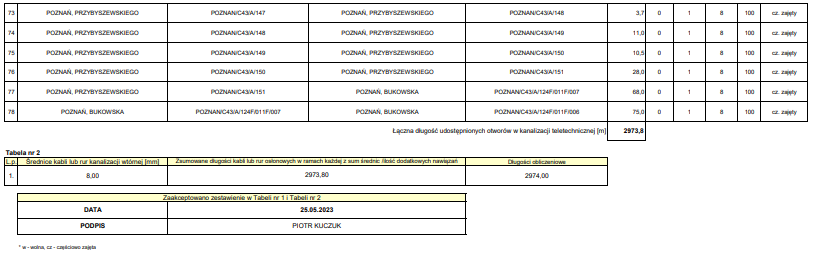 73 POZNAŃ, PRZYBYSZEWSKIEGO POZNAN/C43/A/147 POZNAŃ, PRZYBYSZEWSKIEGO POZNAN/C43/A/148 3,7 0 1 8 100 cz. zajęty
74 POZNAŃ, PRZYBYSZEWSKIEGO POZNAN/C43/A/148 POZNAŃ, PRZYBYSZEWSKIEGO POZNAN/C43/A/149 11,0 0 1 8 100 cz. zajęty
75 POZNAŃ, PRZYBYSZEWSKIEGO POZNAN/C43/A/149 POZNAŃ, PRZYBYSZEWSKIEGO POZNAN/C43/A/150 10,5 0 1 8 100 cz. zajęty
76 POZNAŃ, PRZYBYSZEWSKIEGO POZNAN/C43/A/150 POZNAŃ, PRZYBYSZEWSKIEGO POZNAN/C43/A/151 28,0 0 1 8 100 cz. zajęty
77 POZNAŃ, PRZYBYSZEWSKIEGO POZNAN/C43/A/151 POZNAŃ, BUKOWSKA POZNAN/C43/A/124F/011F/007 68,0 0 1 8 100 cz. zajęty
78 POZNAŃ, BUKOWSKA POZNAN/C43/A/124F/011F/007 POZNAŃ, BUKOWSKA POZNAN/C43/A/124F/011F/006 75,0 0 1 8 100 cz. zajęty
Łączna długość udostępnionych otworów w kanalizacji teletechnicznej [m] 2973,8
Tabela nr 2
L.p. Średnice kabli lub rur kanalizacji wtórnej [mm] Zsumowane długości kabli lub rur osłonowych w ramach każdej z sum średnic /ilość dodatkowych nawiązań Długości obliczeniowe
1. 8,00 2973,80 2974,00
Zaakceptowano zestawienie w Tabeli nr 1 i Tabeli nr 2
DATA 25.05.2023
PODPIS PIOTR KUCZUK
* w - wolna, cz - częściowo zajęta